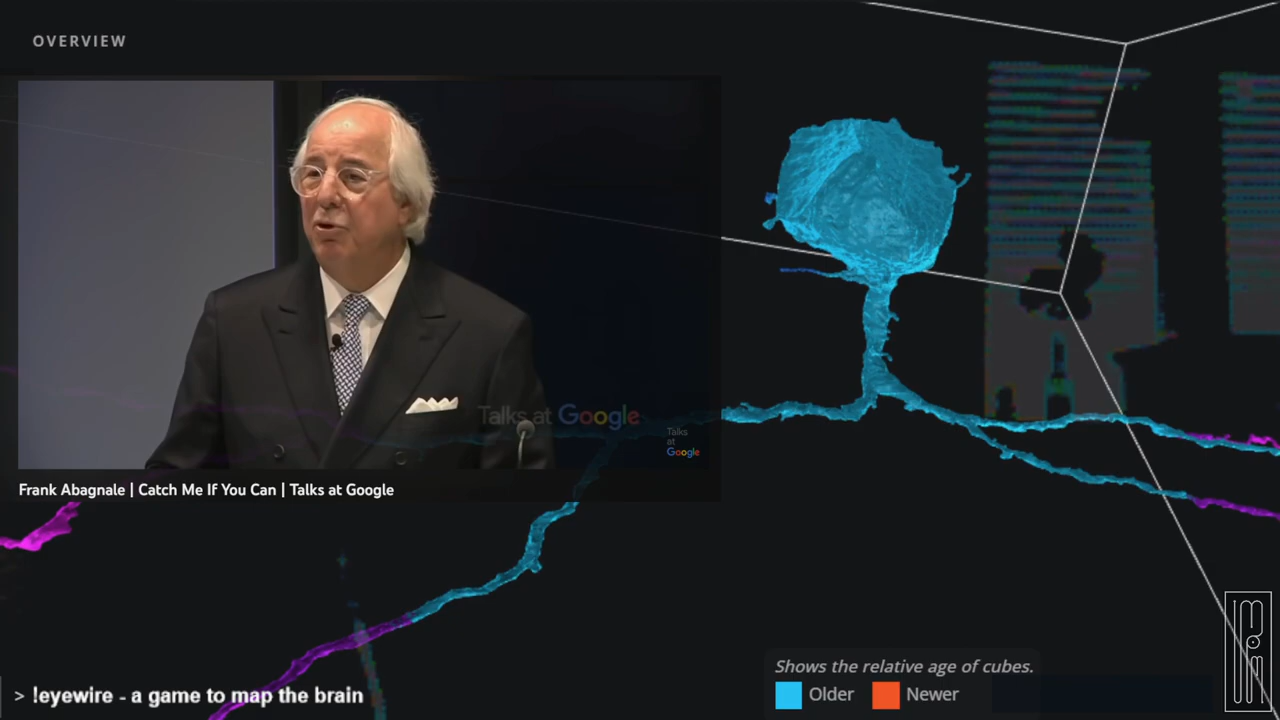 OVERVIEW
Talks at Google
Talks
at
Google
Frank Abagnale | Catch Me If You Can | Talks at Google
Shows the relative age of cubes.
Older
Newer
> !eyewire - a game to map the brain